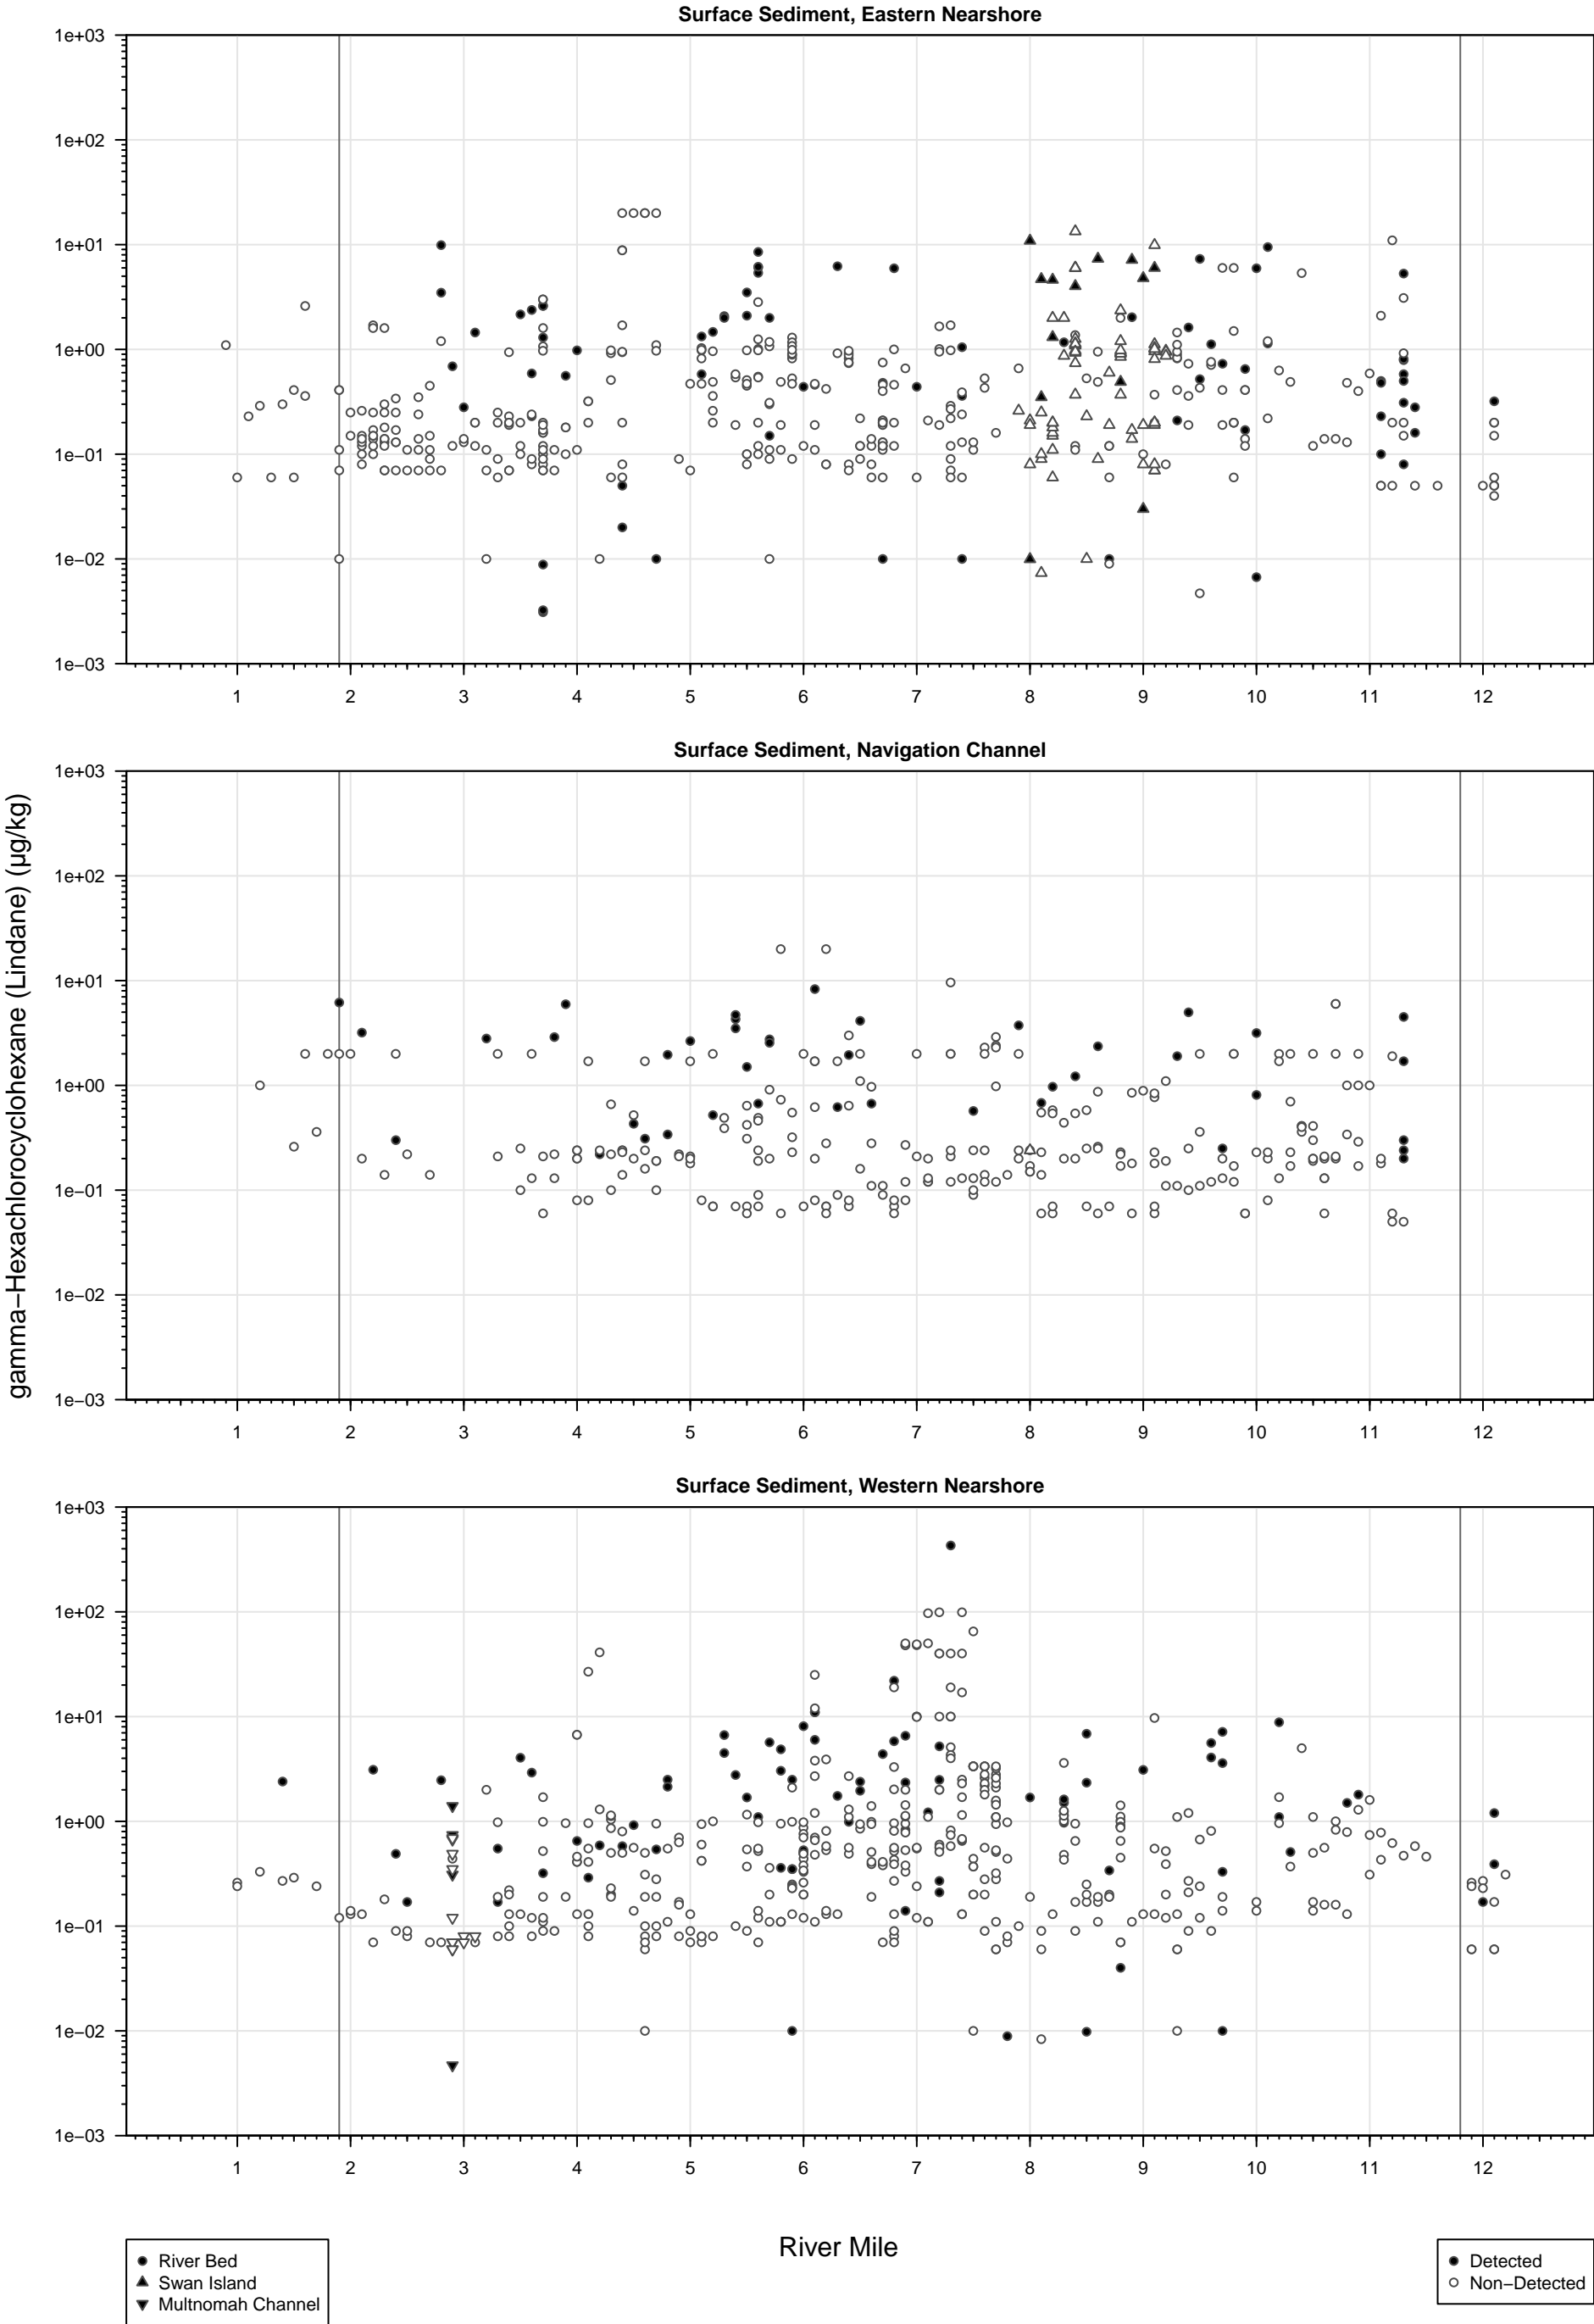 Surface Sediment, Eastern Nearshore
1e+03
1e+02
1e+01
1e+00
1e−01
1e−02
1e−03
1 2 3 4 5 6 7 8 9 10 11 12
Surface Sediment, Navigation Channel
gamma−Hexachlorocyclohexane (Lindane) (µg/kg)
1e+03
1e+02
1e+01
1e+00
1e−01
1e−02
1e−03
1 2 3 4 5 6 7 8 9 10 11 12
Surface Sediment, Western Nearshore
1e+03
1e+02
1e+01
1e+00
1e−01
1e−02
1e−03
1 2 3 4 5 6 7 8 9 10 11 12
River Mile
River Bed
Swan Island
Multnomah Channel
Detected
Non−Detected